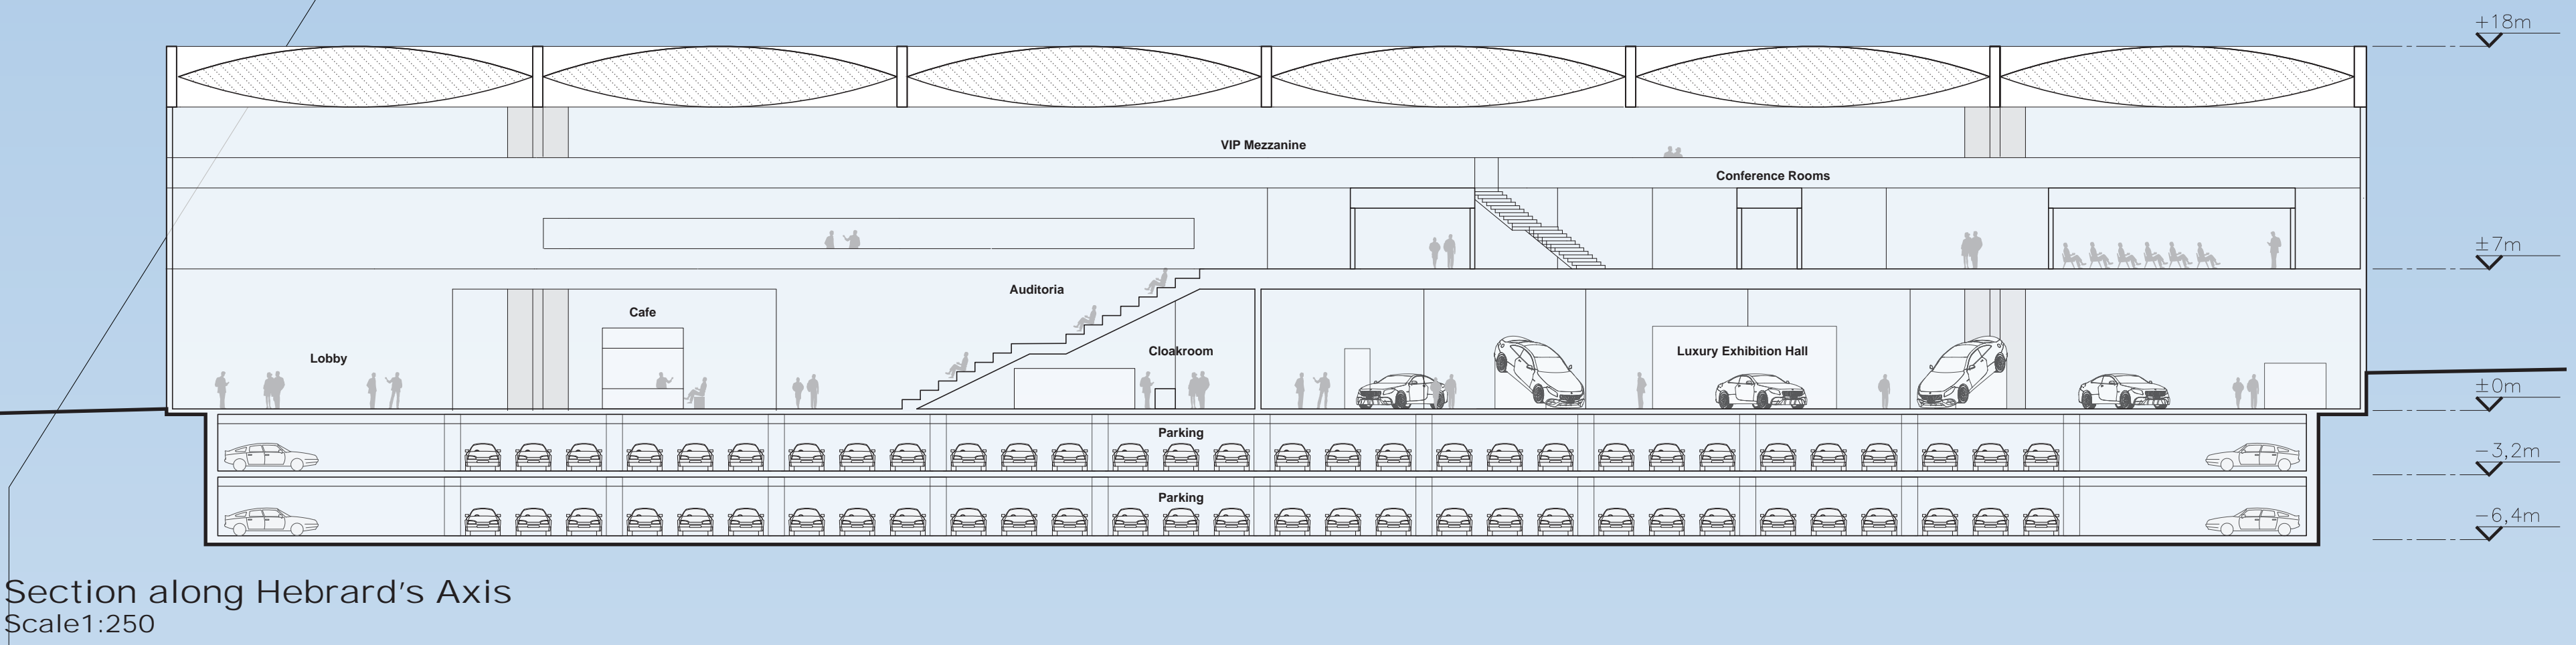 +18m
VIP Mezzanine
Conference Rooms
±7m
Auditoria
Cafe
Lobby
Cloakroom
Luxury Exhibition Hall
±0m
Parking
−3,2m
Parking
−6,4m
Section along Hebrard's Axis
Scale1:250